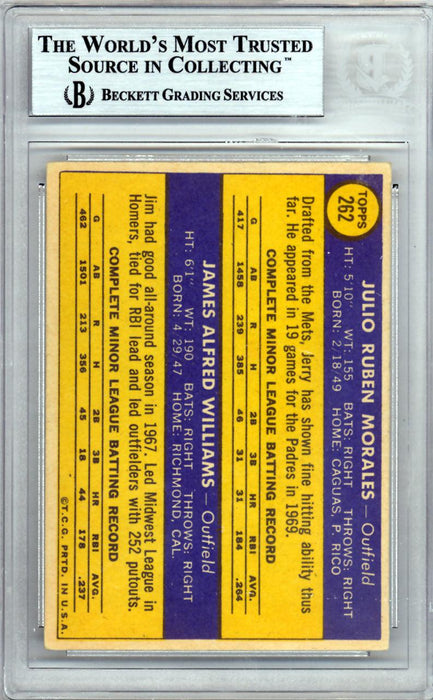 THE WORLD'S MOST TRUSTED
SOURCE IN COLLECTING™
B BECKETT GRADING SERVICES
TOPPS
262
JULIO RUBEN MORALES—Outfield
HT: 5'10" WT: 155 BATS: RIGHT THROWS: RIGHT
BORN: 2-18-49 HOME: CAGUAS, P. RICO
Drafted from the Mets, Jerry has shown fine hitting ability thus
far. He appeared in 19 games for the Padres in 1969.
COMPLETE MINOR LEAGUE BATTING RECORD
G AB R H 2B 3B HR RBI AVG.
417 1458 239 385 46 31 31 184 .264
JAMES ALFRED WILLIAMS—Outfield
HT: 6'1" WT: 190 BATS: RIGHT THROWS: RIGHT
BORN: 4-29-47 HOME: RICHMOND, CAL.
Jim had good all-around season in 1967. Led Midwest League in
Homers, tied for RBI lead and led outfielders with 252 putouts.
COMPLETE MINOR LEAGUE BATTING RECORD
G AB R H 2B 3B HR RBI AVG.
462 1501 213 356 45 18 44 178 .237
©T.C.G. PRTD. IN U.S.A.